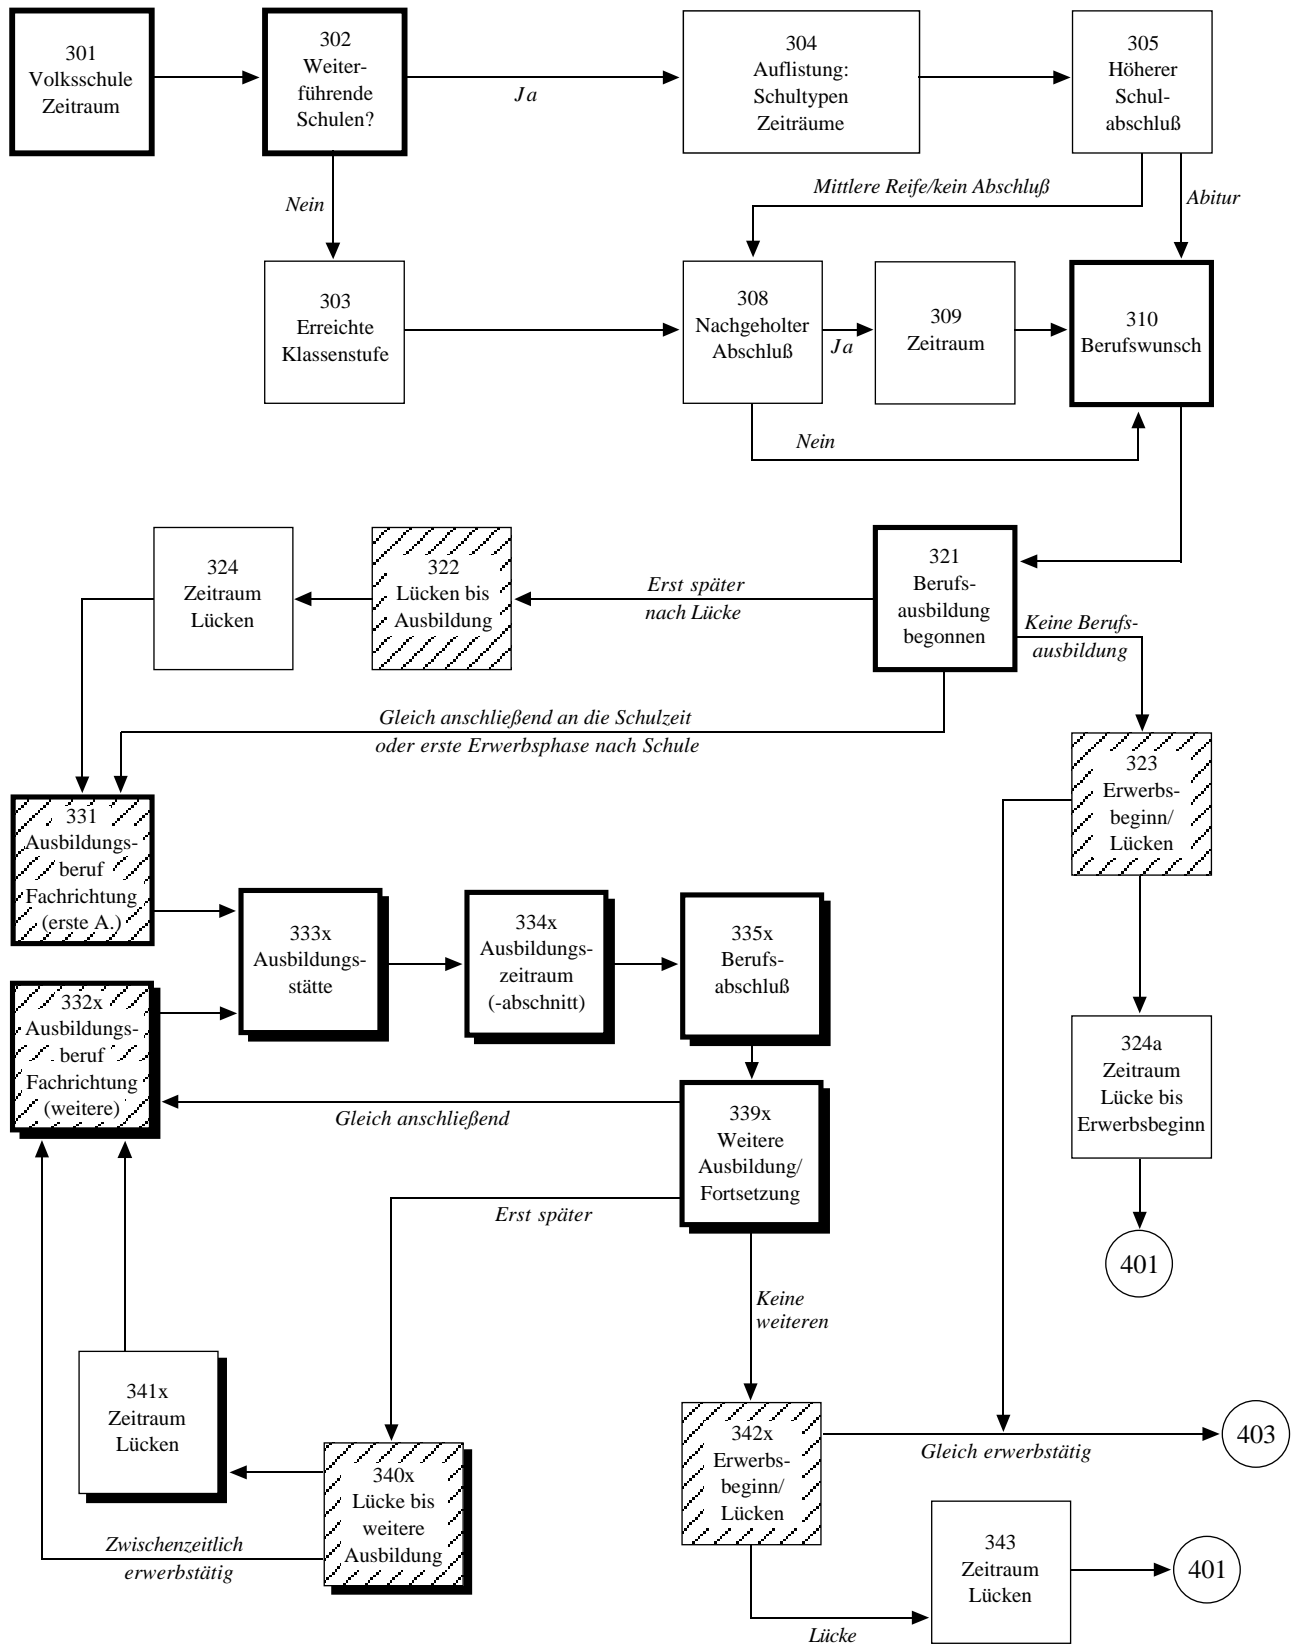 301
Volksschule
Zeitraum
302
Weiter-
führende
Schulen?
Ja
304
Auflistung:
Schultypen
Zeiträume
305
Höherer
Schul-
abschluß
Nein
Mittlere Reife/kein Abschluß
Abitur
303
Erreichte
Klassenstufe
308
Nachgeholter
Abschluß
Ja
309
Zeitraum
310
Berufswunsch
Nein
324
Zeitraum
Lücken
322
Lücken bis
Ausbildung
Erst später
nach Lücke
321
Berufs-
ausbildung
begonnen
Keine Berufs-
ausbildung
Gleich anschließend an die Schulzeit
oder erste Erwerbsphase nach Schule
323
Erwerbs-
beginn/
Lücken
331
Ausbildungs-
beruf
Fachrichtung
(erste A.)
333x
Ausbildungs-
stätte
334x
Ausbildungs-
zeitraum
(-abschnitt)
335x
Berufs-
abschluß
332x
Ausbildungs-
beruf
Fachrichtung
(weitere)
Gleich anschließend
339x
Weitere
Ausbildung/
Fortsetzung
324a
Zeitraum
Lücke bis
Erwerbsbeginn
Erst später
401
Keine
weiteren
341x
Zeitraum
Lücken
340x
Lücke bis
weitere
Ausbildung
Zwischenzeitlich
erwerbstätig
342x
Erwerbs-
beginn/
Lücken
Gleich erwerbstätig
403
343
Zeitraum
Lücken
401
Lücke